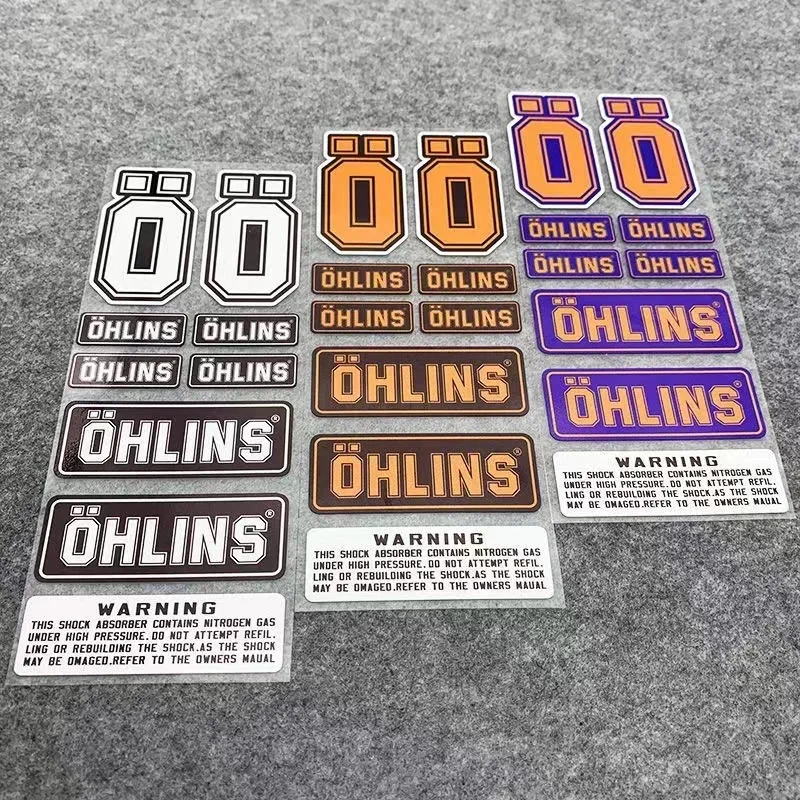 Ö Ö
ÖHLINS ÖHLINS
ÖHLINS ÖHLINS
ÖHLINS®
ÖHLINS®
WARNING
THIS SHOCK ABSORBER CONTAINS NITROGEN GAS
UNDER HIGH PRESSURE.DO NOT ATTEMPT REFIL.
LING OR REBUILDING THE SHOCK.AS THE SHOCK
MAY BE OMAGED.REFER TO THE OWNERS MAUAL
Ö Ö
ÖHLINS ÖHLINS
ÖHLINS ÖHLINS
ÖHLINS®
ÖHLINS®
WARNING
THIS SHOCK ABSORBER CONTAINS NITROGEN GAS
UNDER HIGH PRESSURE.DO NOT ATTEMPT REFIL.
LING OR REBUILDING THE SHOCK.AS THE SHOCK
MAY BE OMAGED.REFER TO THE OWNERS MAUAL
Ö Ö
ÖHLINS ÖHLINS
ÖHLINS ÖHLINS
ÖHLINS®
ÖHLINS®
WARNING
THIS SHOCK ABSORBER CONTAINS NITROGEN GAS
UNDER HIGH PRESSURE.DO NOT ATTEMPT REFIL.
LING OR REBUILDING THE SHOCK.AS THE SHOCK
MAY BE OMAGED.REFER TO THE OWNERS MAUAL